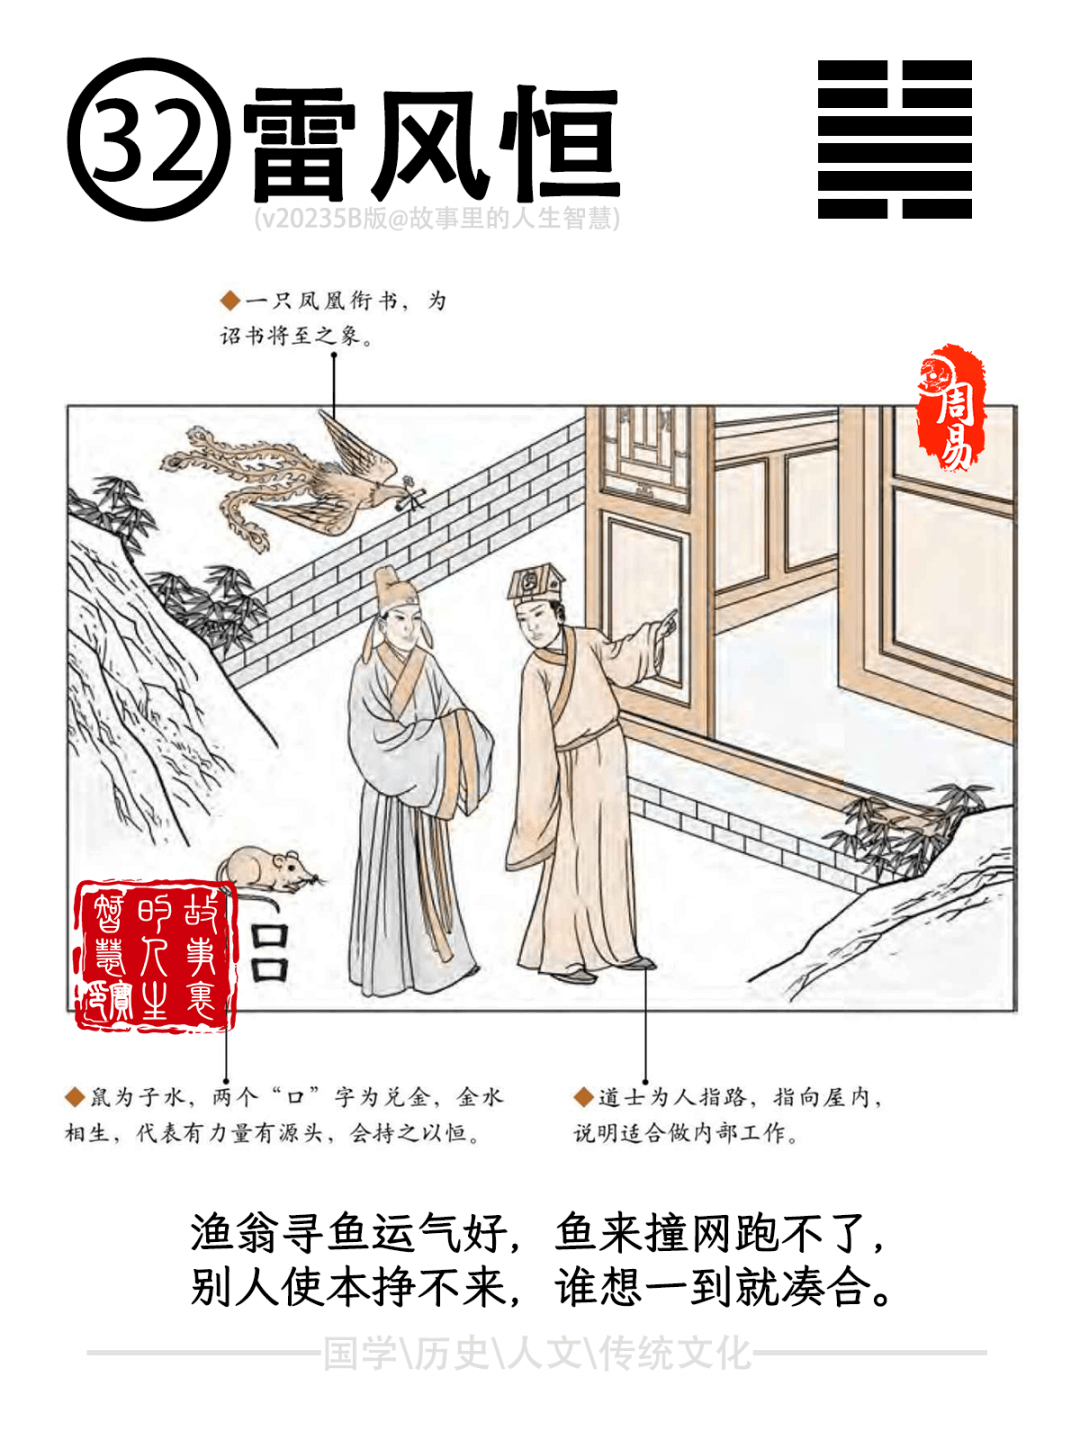 32 雷风恒
(v20235B版@故事里的人生智慧)
◆一只凤凰衔书，为
诏书将至之象。
周易
口
口
故事裏
的人生
智慧寶
◆鼠为子水，两个“口”字为兑金，金水
相生，代表有力量有源头，会持之以恒。
◆道士为人指路，指向屋内，
说明适合做内部工作。
渔翁寻鱼运气好，鱼来撞网跑不了，
别人使本挣不来，谁想一到就凑合。
国学\历史\人文\传统文化